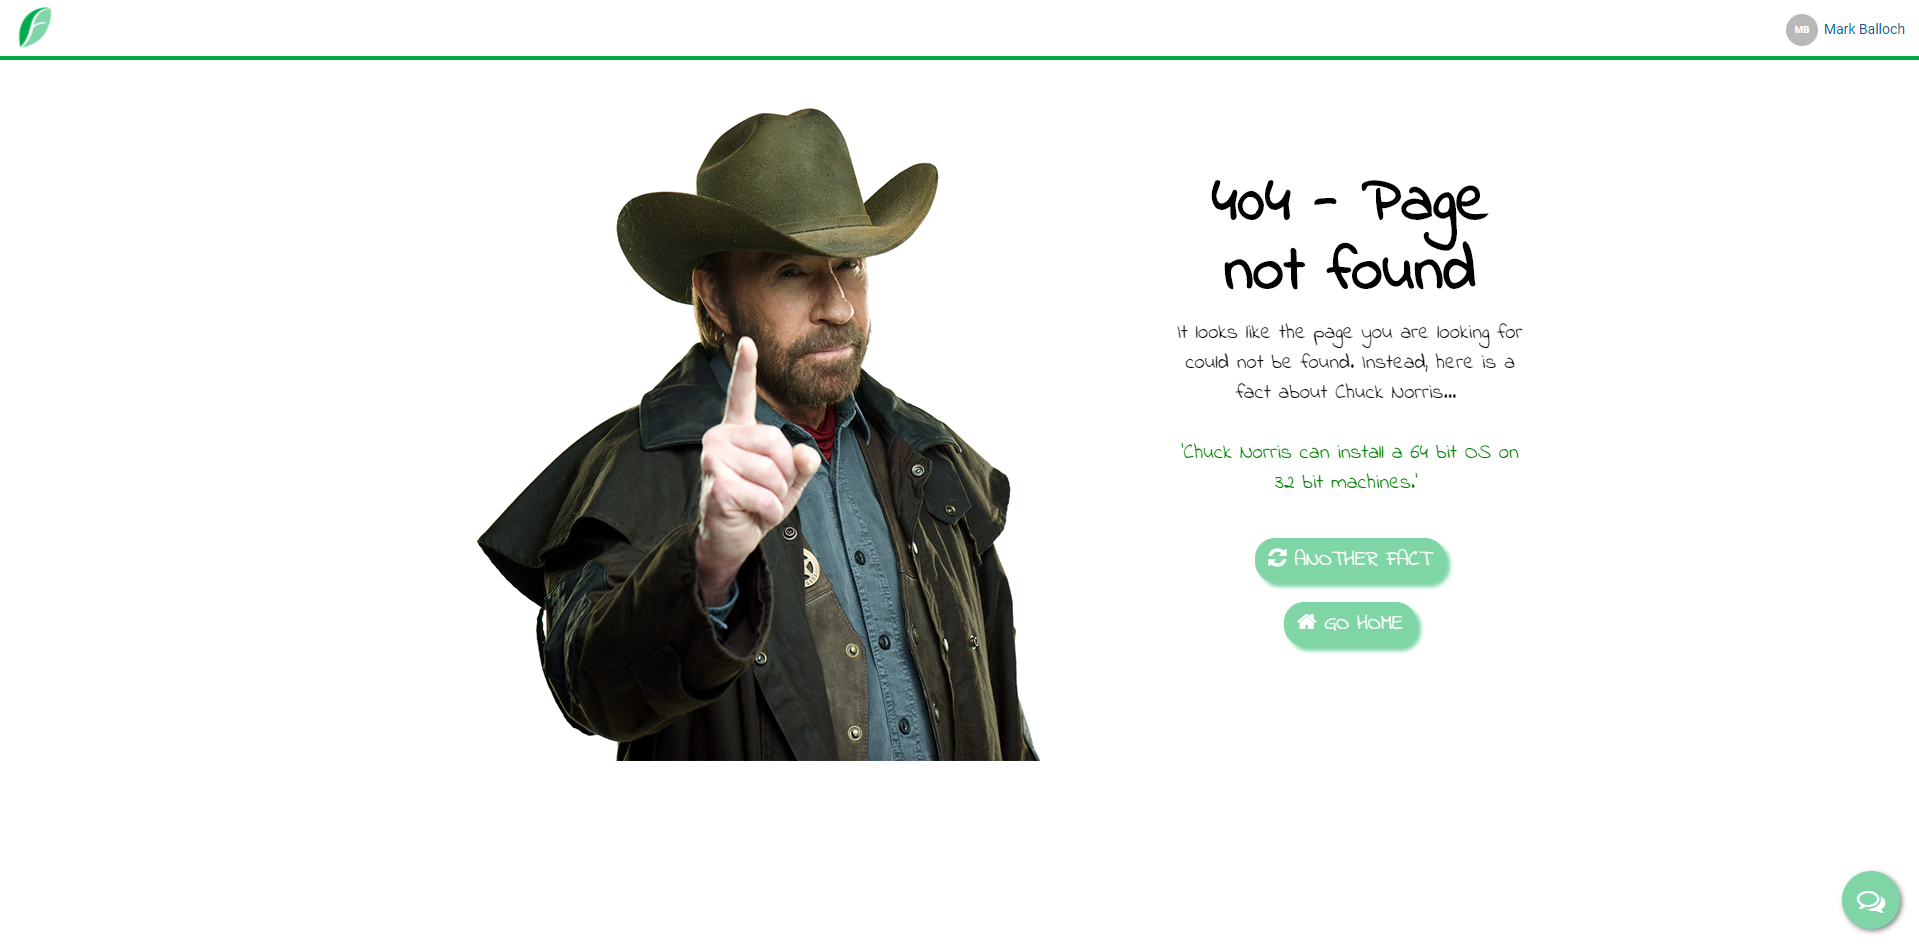 MB Mark Balloch
404 - Page
not found
It looks like the page you are looking for
could not be found. Instead, here is a
fact about Chuck Norris...
'Chuck Norris can install a 64 bit OS on
32 bit machines.'
ANOTHER FACT
GO HOME